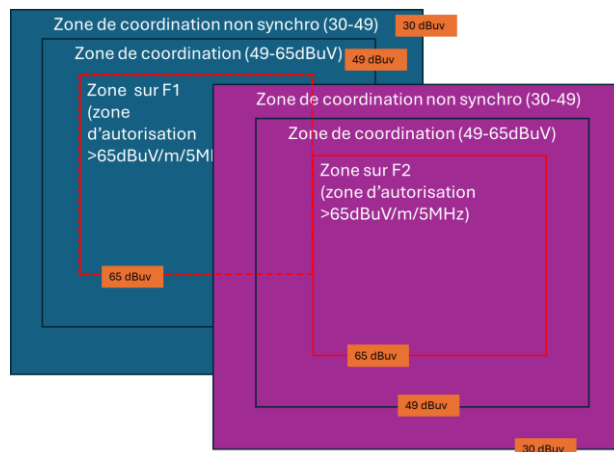 Zone de coordination non synchro (30-49)
30 dBuv
Zone de coordination (49-65dBuV)
49 dBuv
Zone sur F1
(zone
d'autorisation
>65dBuV/m/5M
65 dBuv
Zone de coordination non synchro (30-49)
Zone de coordination (49-65dBuV)
Zone sur F2
(zone d'autorisation
>65dBuV/m/5MHz)
65 dBuv
49 dBuv
30 dBuv